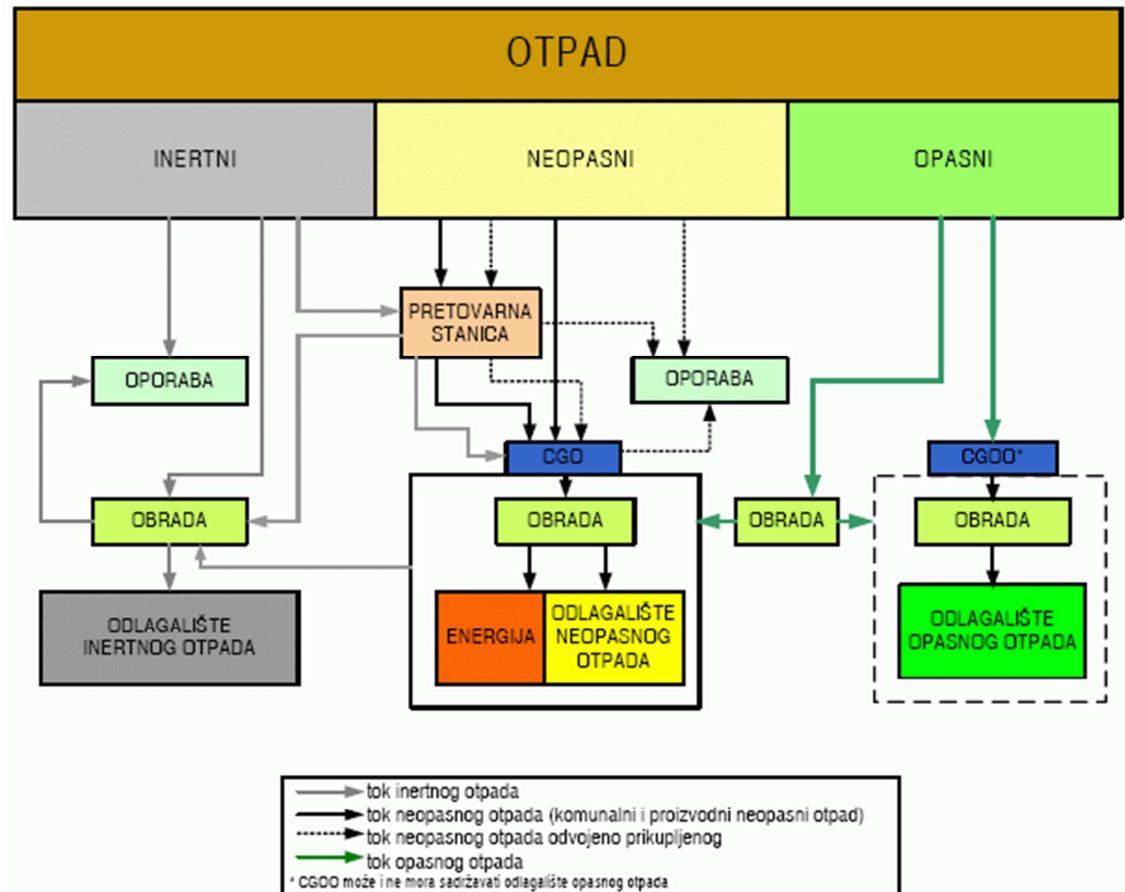 OTPAD
INERTNI
NEOPASNI
OPASNI
PRETOVARNA
STANICA
OPORABA
OPORABA
CGO
CGOO*
OBRADA
OBRADA
OBRADA
OBRADA
ODLAGALIŠTE
INERTNOG OTPADA
ENERGIJA
ODLAGALIŠTE
NEOPASNOG
OTPADA
ODLAGALIŠTE
OPASNOG OTPADA
tok inertnog otpada
tok neopasnog otpada (komunalni i proizvodni neopasni otpad)
tok neopasnog otpada odvojeno prikupljenog
tok opasnog otpada
* CGOO može i ne mora sadržavati odlagalište opasnog otpada